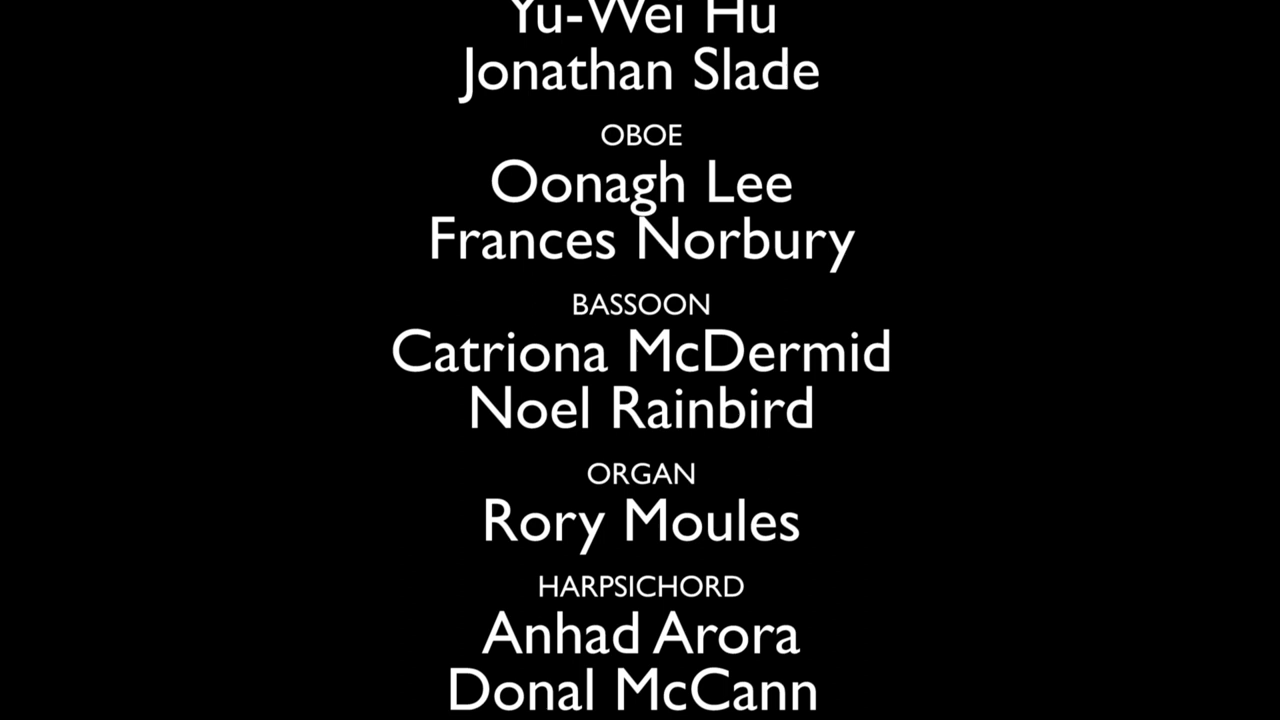 Yu-Wei Hu
Jonathan Slade
OBOE
Oonagh Lee
Frances Norbury
BASSOON
Catriona McDermid
Noel Rainbird
ORGAN
Rory Moules
HARPSICHORD
Anhad Arora
Donal McCann